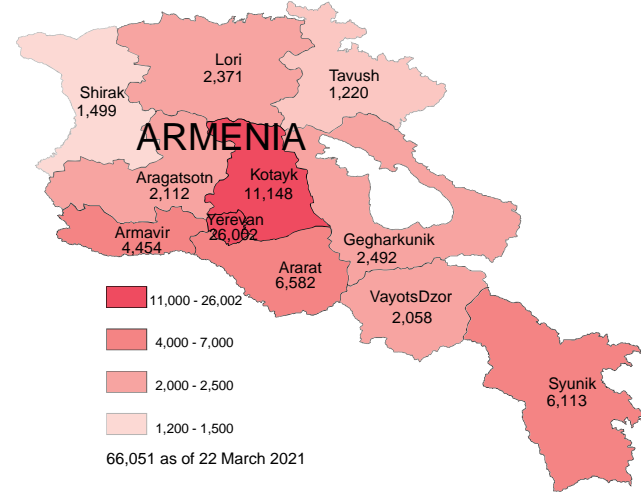 Lori
2,371
Tavush
1,220
Shirak
1,499
ARMENIA
Aragatsotn
2,112
Kotayk
11,148
Yerevan
26,002
Armavir
4,454
Gegharkunik
2,492
Ararat
6,582
VayotsDzor
2,058
Syunik
6,113
11,000 - 26,002
4,000 - 7,000
2,000 - 2,500
1,200 - 1,500
66,051 as of 22 March 2021